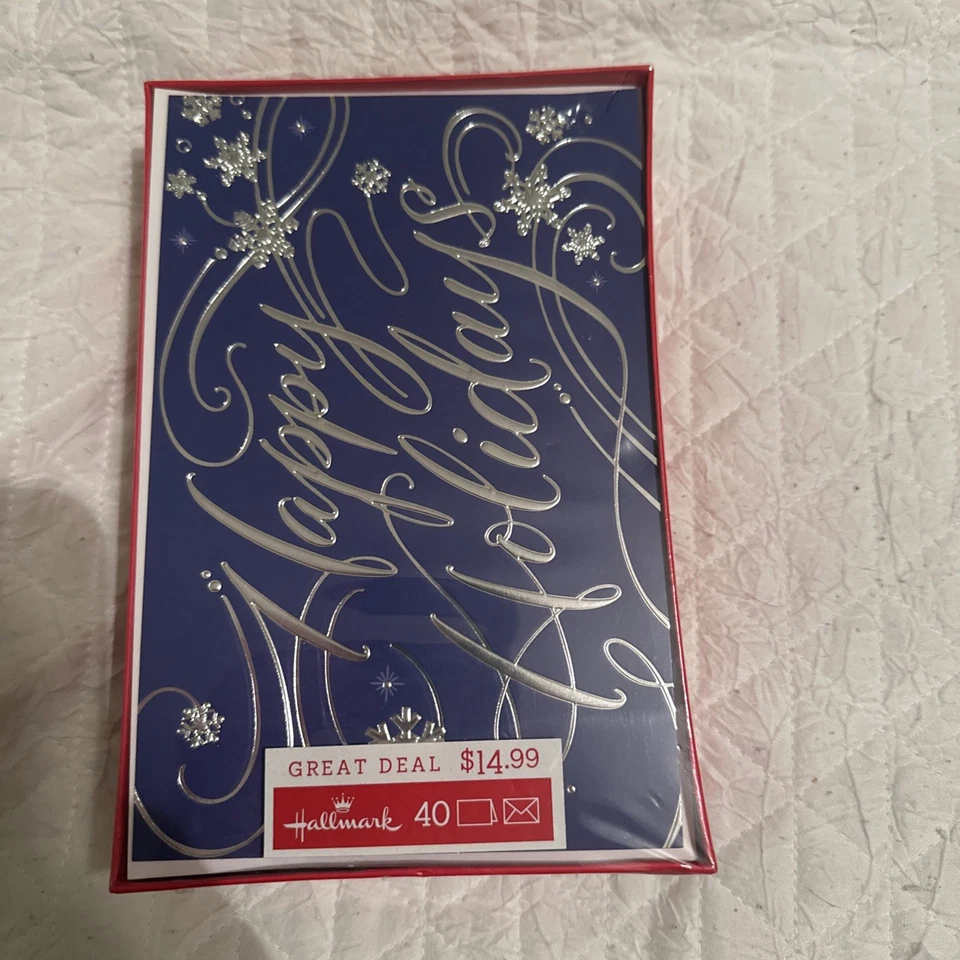 Happy
Holidays
GREAT DEAL $14.99
Hallmark 40